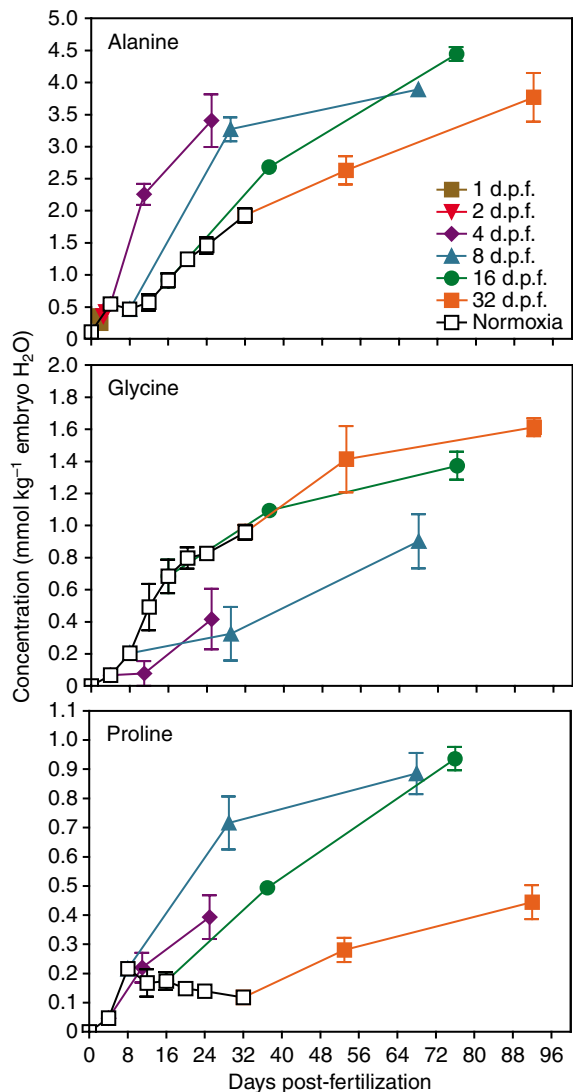 5.0
Alanine
4.5
4.0
3.5
3.0
2.5
2.0
1.5
1.0
0.5
0
1 d.p.f.
2 d.p.f.
4 d.p.f.
8 d.p.f.
16 d.p.f.
32 d.p.f.
Normoxia
Concentration (mmol kg⁻¹ embryo H₂O)
2.0
Glycine
1.8
1.6
1.4
1.2
1.0
0.8
0.6
0.4
0.2
0
1.1
Proline
1.0
0.9
0.8
0.7
0.6
0.5
0.4
0.3
0.2
0.1
0
0 8 16 24 32 40 48 56 64 72 80 88 96
Days post-fertilization